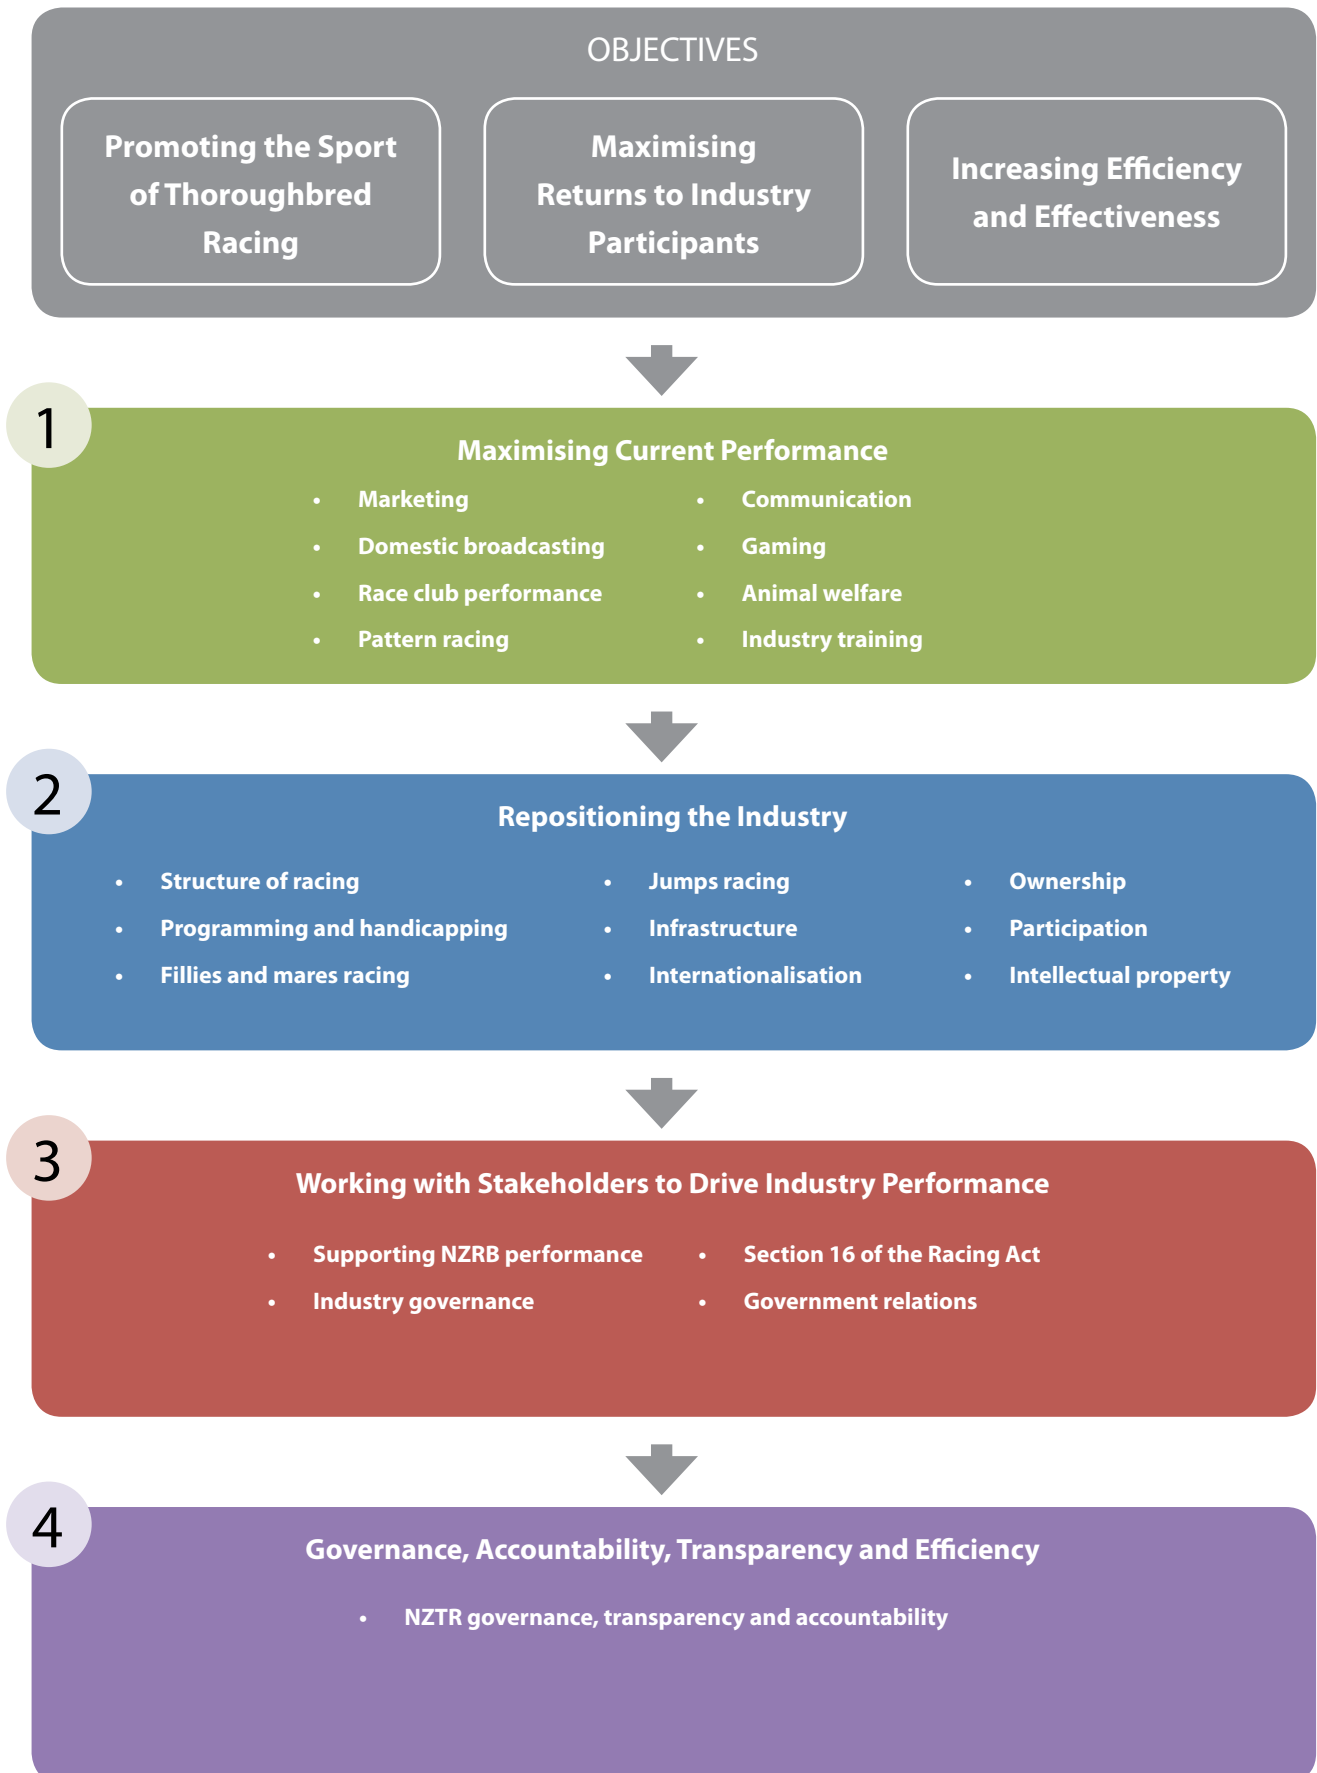 OBJECTIVES
Promoting the Sport
of Thoroughbred
Racing
Maximising
Returns to Industry
Participants
Increasing Efficiency
and Effectiveness
1
Maximising Current Performance
• Marketing
• Domestic broadcasting
• Race club performance
• Pattern racing
• Communication
• Gaming
• Animal welfare
• Industry training
2
Repositioning the Industry
• Structure of racing
• Programming and handicapping
• Fillies and mares racing
• Jumps racing
• Infrastructure
• Internationalisation
• Ownership
• Participation
• Intellectual property
3
Working with Stakeholders to Drive Industry Performance
• Supporting NZRB performance
• Industry governance
• Section 16 of the Racing Act
• Government relations
4
Governance, Accountability, Transparency and Efficiency
• NZTR governance, transparency and accountability